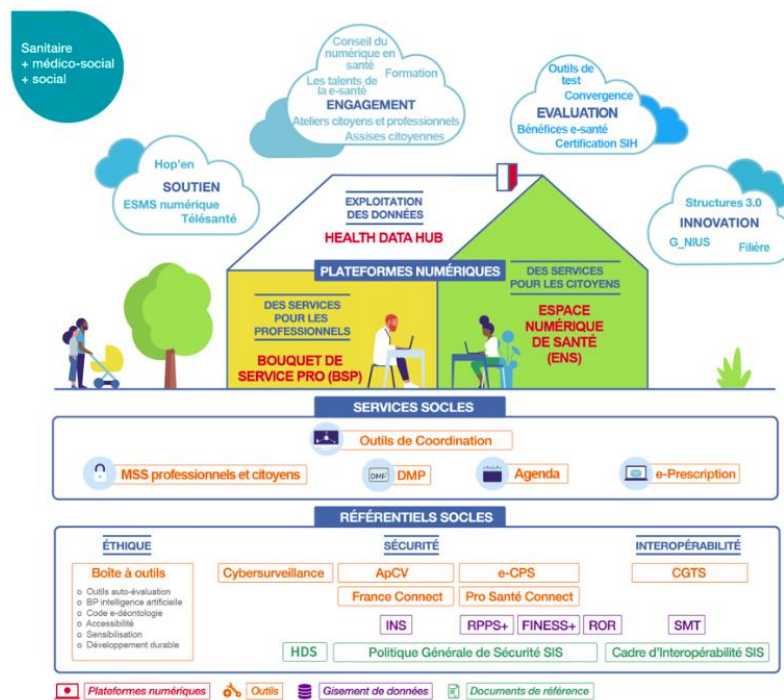 Sanitaire
+ médico-social
+ social
Conseil du
numérique en
santé
Formation
Les talents de
la e-santé
ENGAGEMENT
Ateliers citoyens et professionnels
Assises citoyennes
Outils de
test
Convergence
EVALUATION
Bénéfices e-santé
Certification SIH
Hop'en
SOUTIEN
ESMS numérique
Télésanté
Structures 3.0
INNOVATION
G_NIUS
Filière
EXPLOITATION
DES DONNÉES
HEALTH DATA HUB
PLATEFORMES NUMÉRIQUES
DES SERVICES
POUR LES
PROFESSIONNELS
BOUQUET DE
SERVICE PRO (BSP)
DES SERVICES
POUR LES CITOYENS
ESPACE
NUMÉRIQUE
DE SANTÉ
(ENS)
SERVICES SOCLES
Outils de Coordination
MSS professionnels et citoyens
DMP DMP
Agenda
e-Prescription
RÉFÉRENTIELS SOCLES
ÉTHIQUE
Boîte à outils
o Outils auto-évaluation
o BP intelligence artificielle
o Code e-déontologie
o Accessibilité
o Sensibilisation
o Développement durable
SÉCURITÉ
Cybersurveillance
ApCV
e-CPS
France Connect
Pro Santé Connect
INS
RPPS+
FINESS+
ROR
HDS
Politique Générale de Sécurité SIS
INTEROPÉRABILITÉ
CGTS
SMT
Cadre d'Interopérabilité SIS
Plateformes numériques
Outils
Gisement de données
Documents de référence